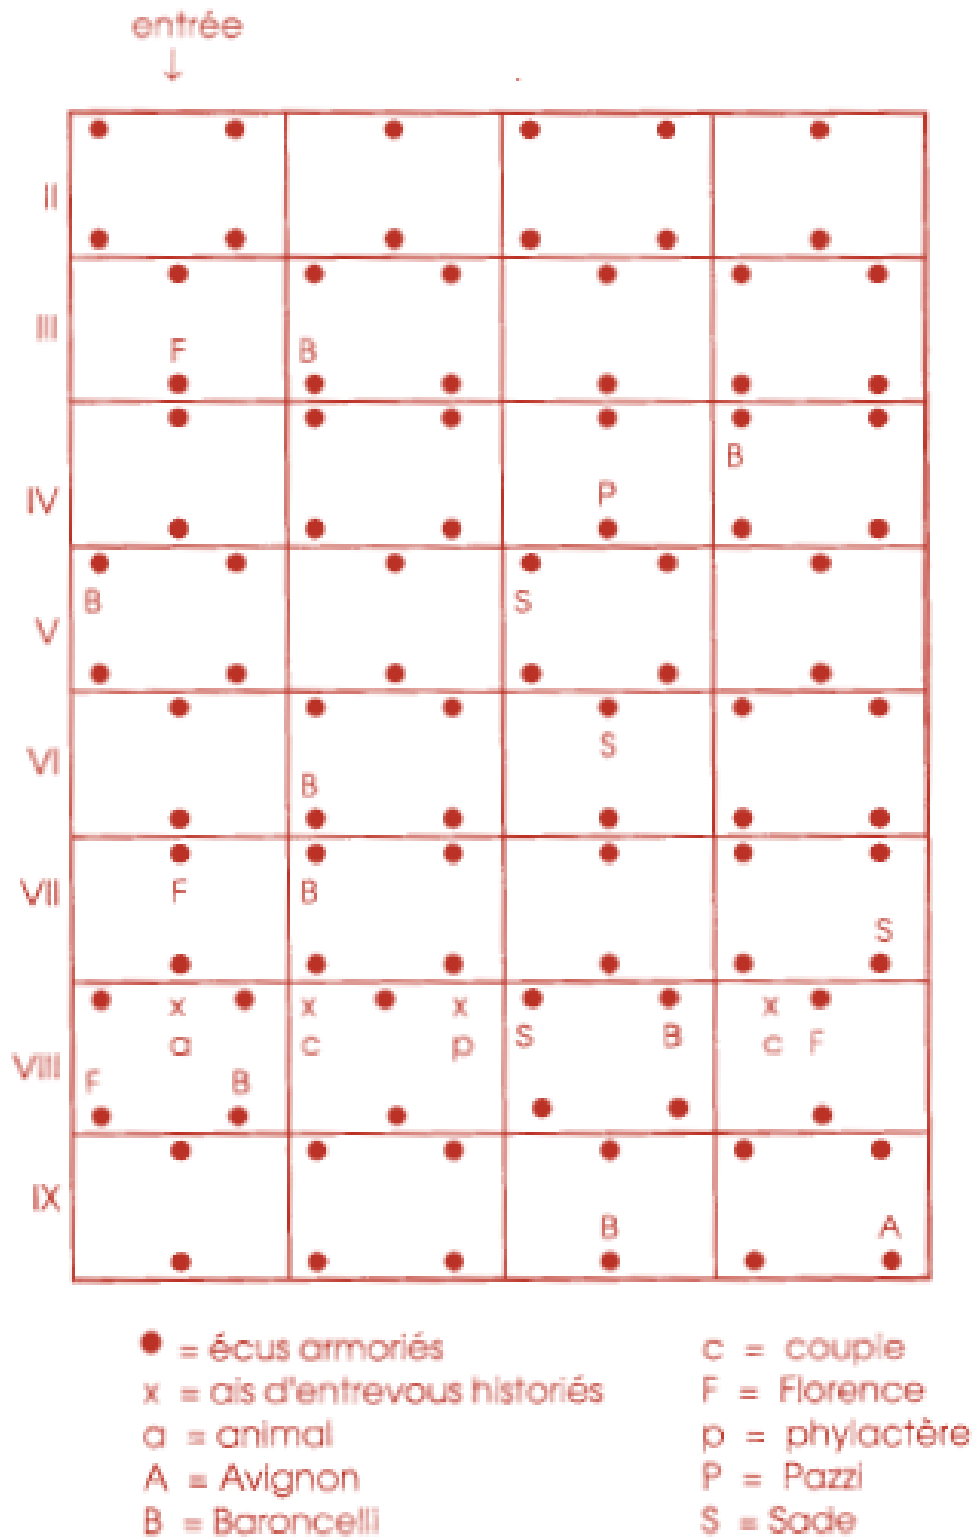 entrée
II
III
F B
IV
B
P
V
B S
VI
S
B
VII
F B
S
VIII
x x x x
a c p S B c F
F B
IX
B A
= écus armoriés
x = ais d'entrevous historiés
a = animal
A = Avignon
B = Baroncelli
c = couple
F = Florence
p = phylactère
P = Pazzi
S = Sade